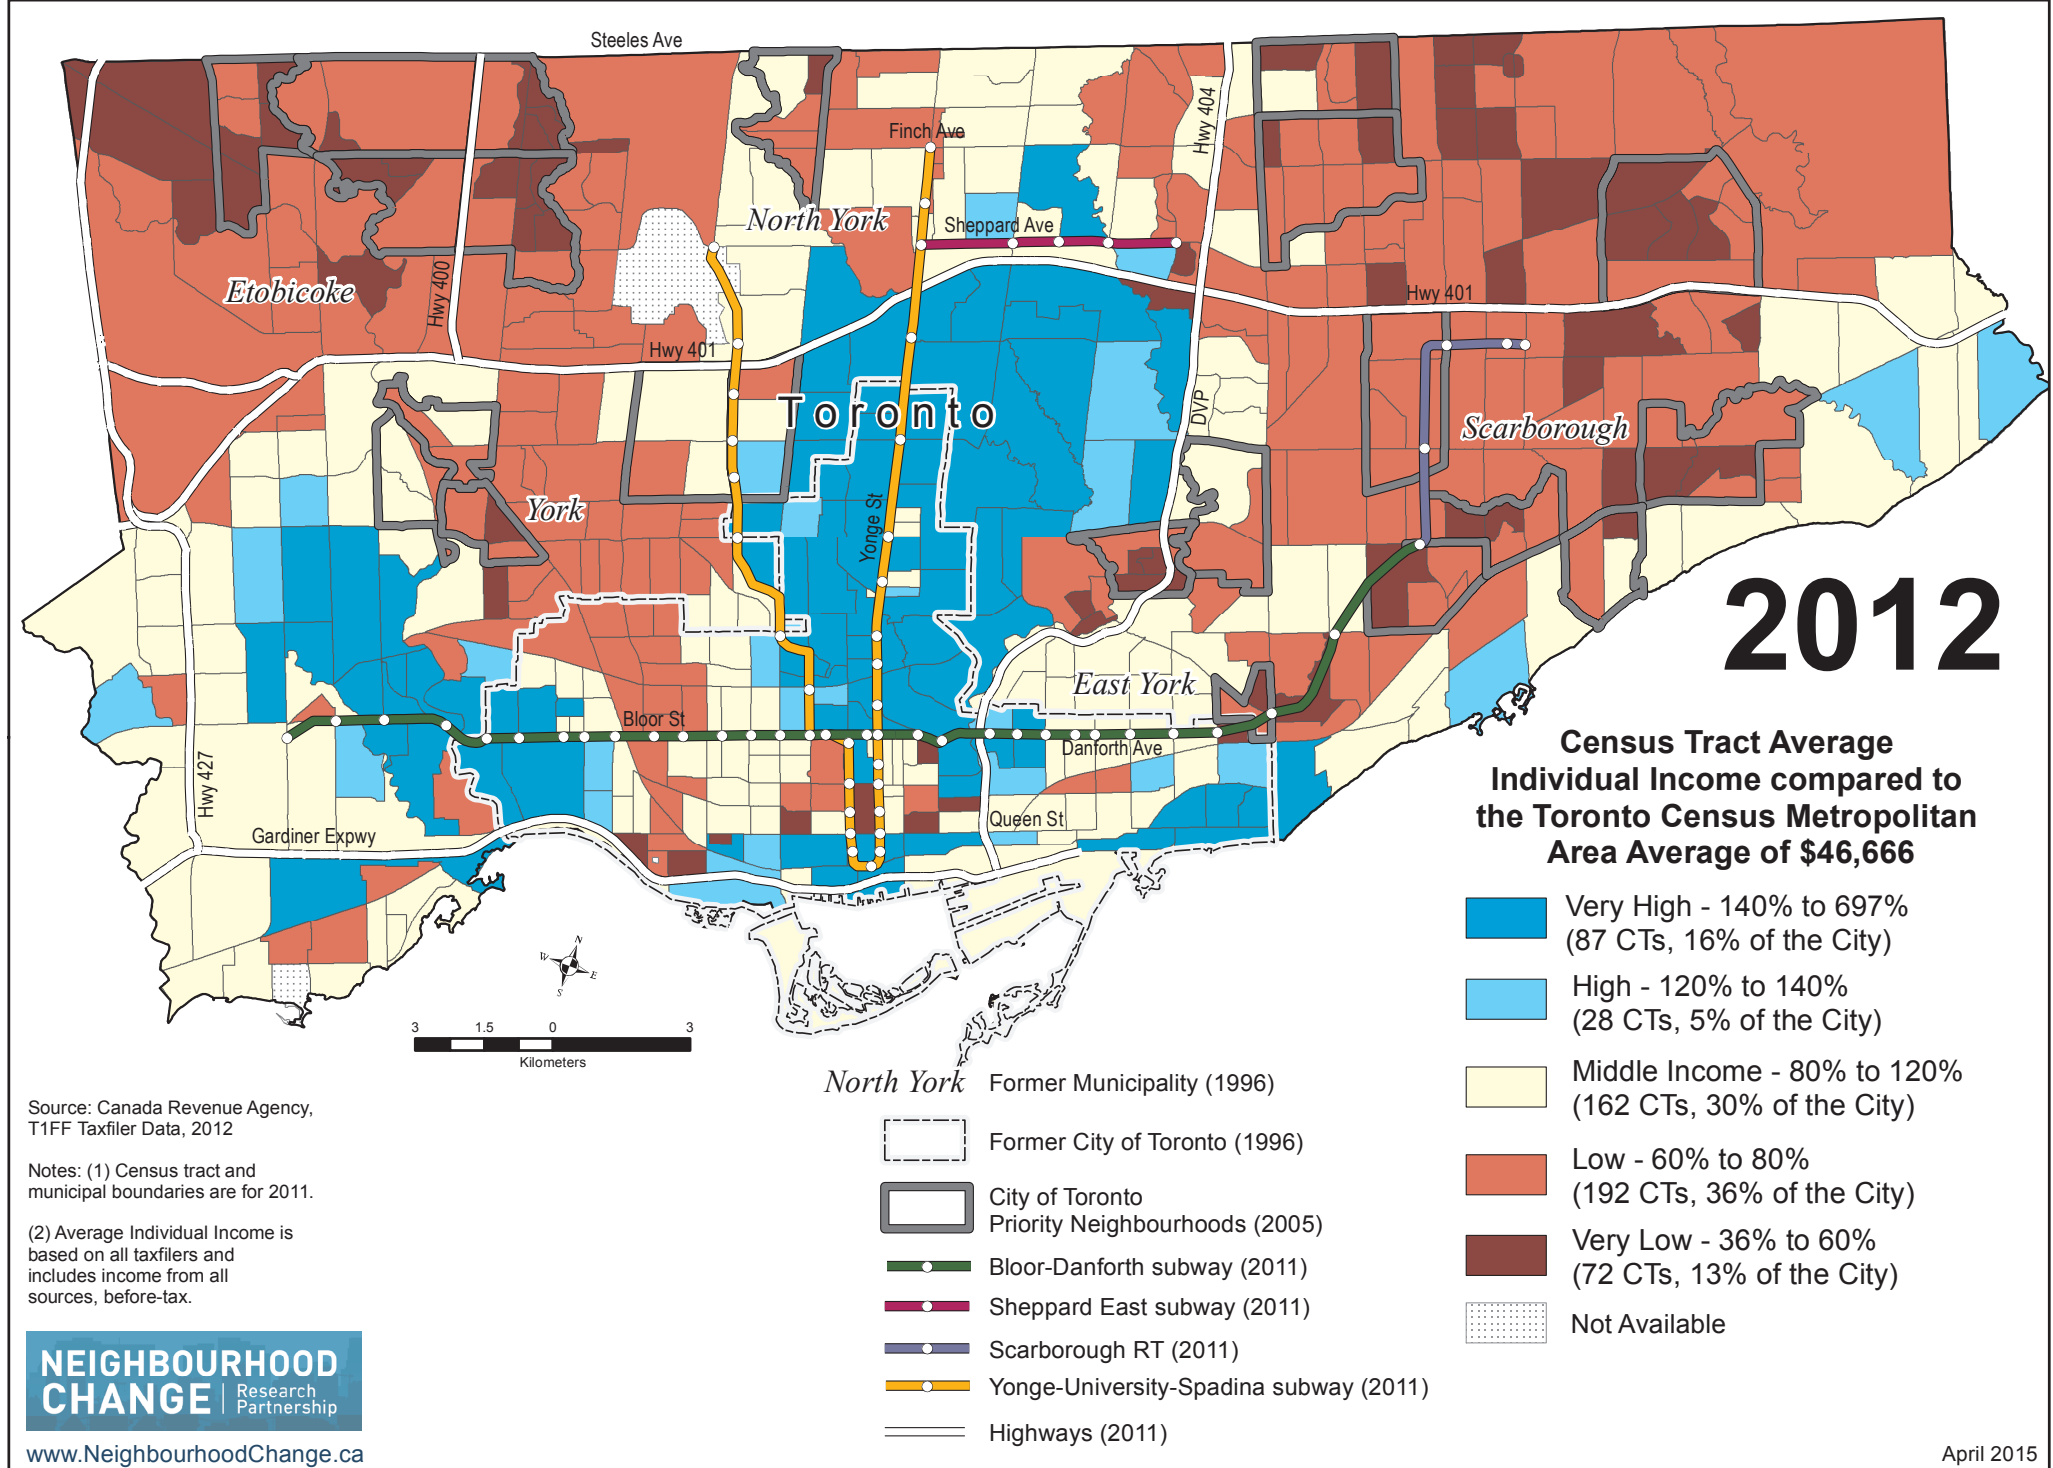 Steeles Ave
Finch Ave
Hwy 404
North York
Sheppard Ave
Etobicoke
Hwy 400
Hwy 401
Hwy 401
Toronto
DVP
Scarborough
York
Yonge St
2012
East York
Bloor St
Danforth Ave
Hwy 427
Queen St
Gardiner Expwy
Census Tract Average
Individual Income compared to
the Toronto Census Metropolitan
Area Average of $46,666
Very High - 140% to 697%
(87 CTs, 16% of the City)
High - 120% to 140%
(28 CTs, 5% of the City)
Middle Income - 80% to 120%
(162 CTs, 30% of the City)
Low - 60% to 80%
(192 CTs, 36% of the City)
Very Low - 36% to 60%
(72 CTs, 13% of the City)
Not Available
N
W
E
S
3 1.5 0 3
Kilometers
North York Former Municipality (1996)
Former City of Toronto (1996)
City of Toronto
Priority Neighbourhoods (2005)
Bloor-Danforth subway (2011)
Sheppard East subway (2011)
Scarborough RT (2011)
Yonge-University-Spadina subway (2011)
Highways (2011)
Source: Canada Revenue Agency,
T1FF Taxfiler Data, 2012
Notes: (1) Census tract and
municipal boundaries are for 2011.
(2) Average Individual Income is
based on all taxfilers and
includes income from all
sources, before-tax.
NEIGHBOURHOOD
CHANGE Research
Partnership
www.NeighbourhoodChange.ca
April 2015